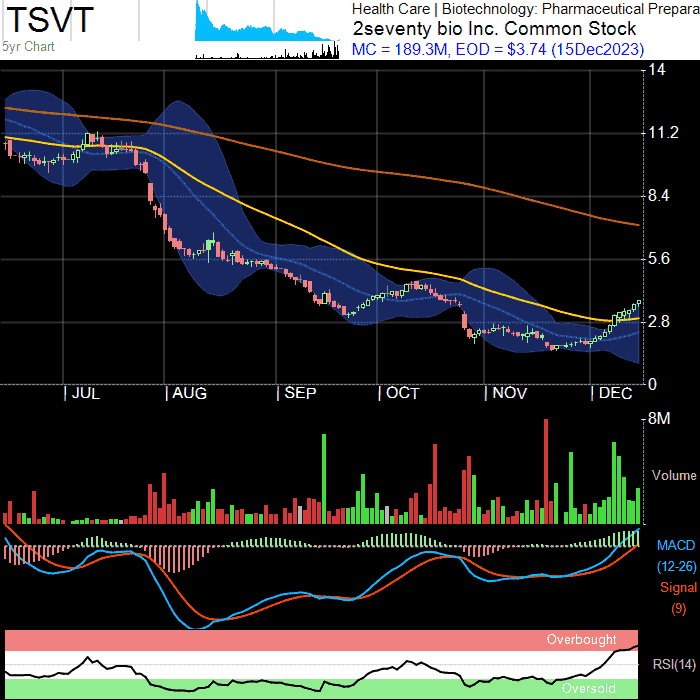 TSVT
5yr Chart
Health Care | Biotechnology: Pharmaceutical Prepara
2seventy bio Inc. Common Stock
MC = 189.3M, EOD = $3.74 (15Dec2023)
14
11.2
8.4
5.6
2.8
0
| JUL | AUG | SEP | OCT | NOV | DEC
8M
Volume
MACD
(12-26)
Signal
(9)
Overbought
RSI(14)
Oversold